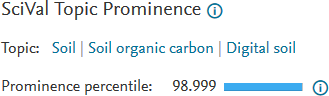 SciVal Topic Prominence
Topic: Soil | Soil organic carbon | Digital soil
Prominence percentile: 98.999